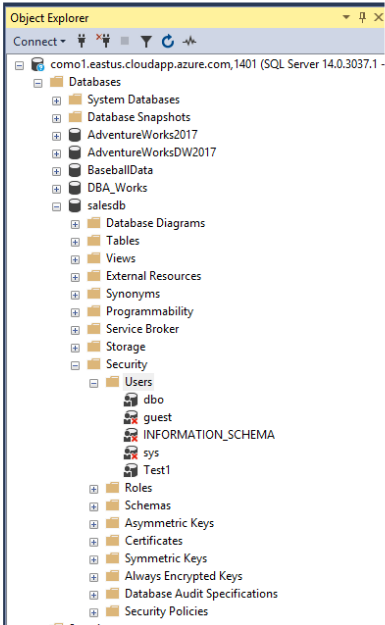 Object Explorer
Connect
como1.eastus.cloudapp.azure.com,1401 (SQL Server 14.0.3037.1 -
Databases
System Databases
Database Snapshots
AdventureWorks2017
AdventureWorksDW2017
BaseballData
DBA_Works
salesdb
Database Diagrams
Tables
Views
External Resources
Synonyms
Programmability
Service Broker
Storage
Security
Users
dbo
guest
INFORMATION_SCHEMA
sys
Test1
Roles
Schemas
Asymmetric Keys
Certificates
Symmetric Keys
Always Encrypted Keys
Database Audit Specifications
Security Policies